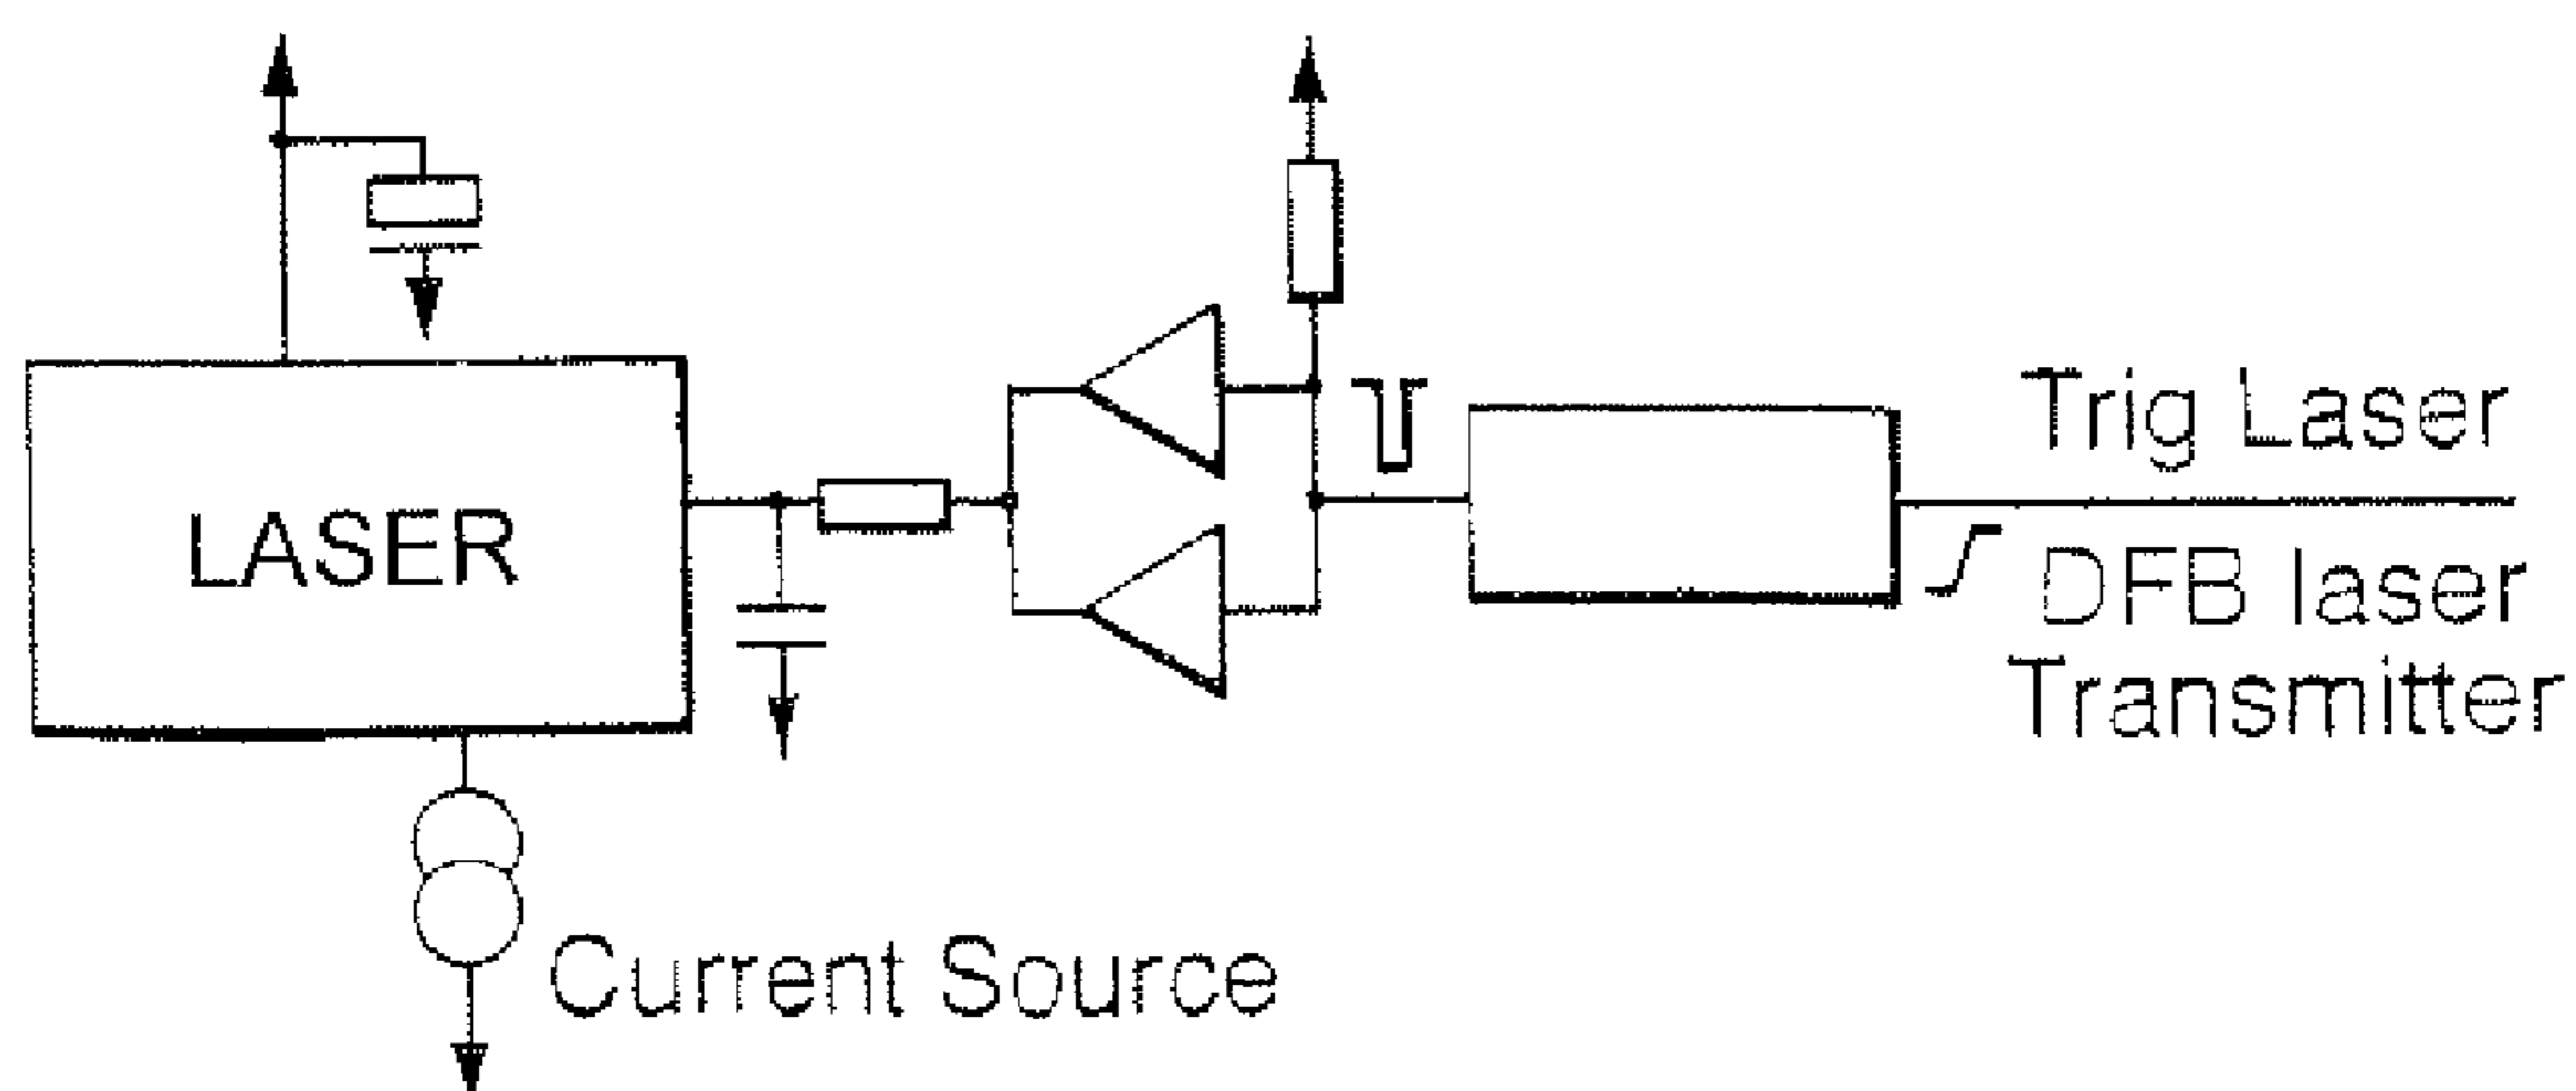 Trig Laser
LASER
DFB laser
Transmitter
Current Source